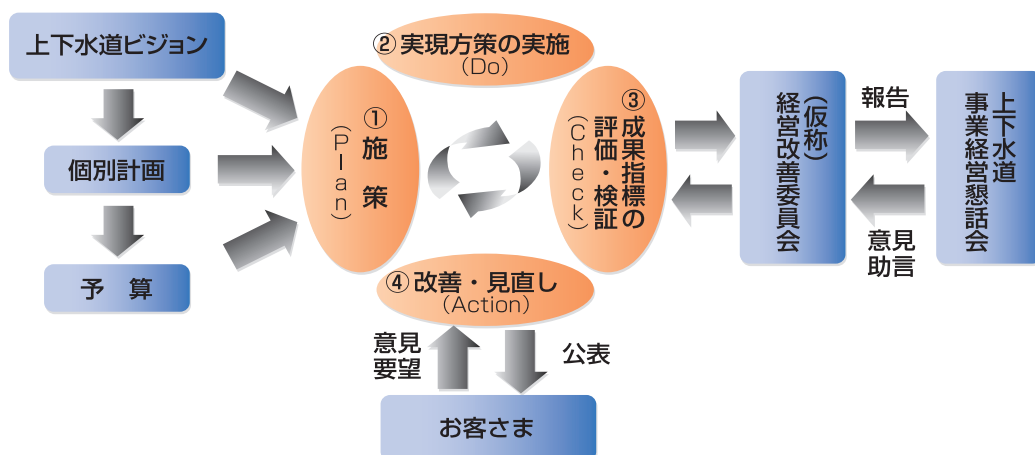 上下水道ビジョン
個別計画
予　算
①施策
(Plan)
②実現方策の実施
(Do)
③成果指標の
評価・検証
(Check)
④改善・見直し
(Action)
意見
要望
公表
お客さま
(仮称)
経営改善委員会
報告
意見
助言
上下水道
事業経営懇話会